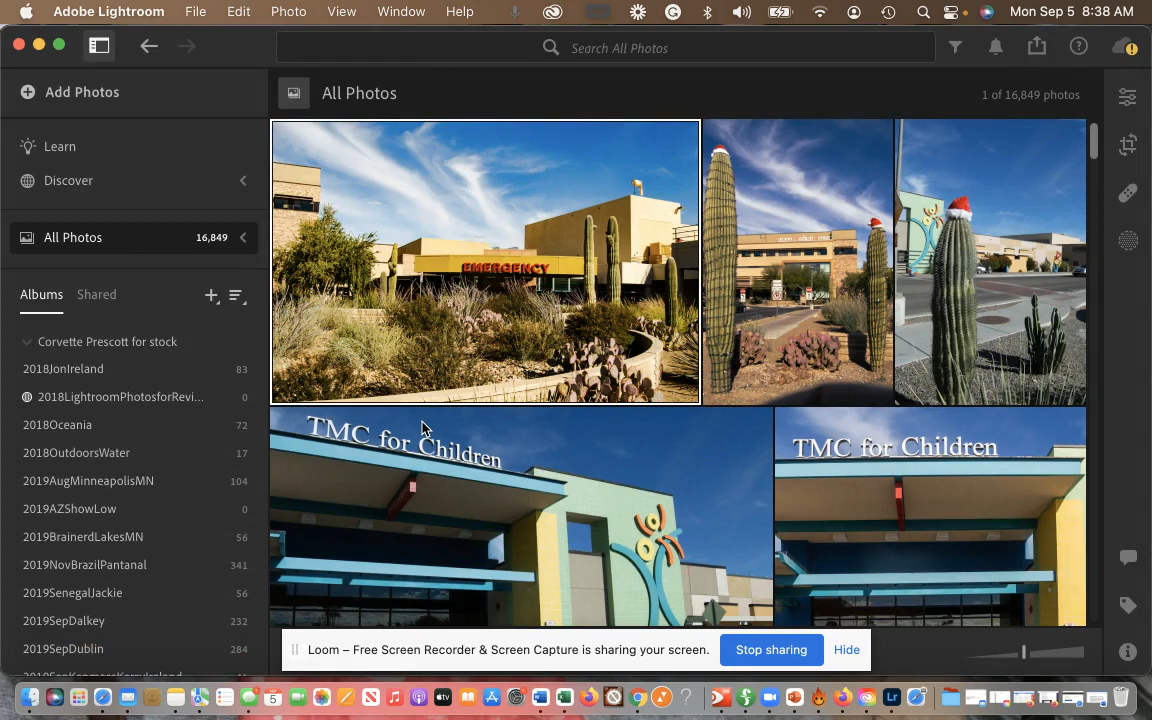 Adobe Lightroom File Edit Photo View Window Help Mon Sep 5 8:38 AM
Search All Photos
Add Photos
All Photos
1 of 16,849 photos
Learn
Discover
All Photos 16,849
Albums Shared
Corvette Prescott for stock
2018JonIreland 83
2018LightroomPhotosforRevi... 0
2018Oceania 72
2018OutdoorsWater 17
2019AugMinneapolisMN 104
2019AZShowLow 0
2019BrainerdLakesMN 56
2019NovBrazilPantanal 341
2019SenegalJackie 56
2019SepDalkey 232
2019SepDublin 284
EMERGENCY
TMC for Children
TMC for Children
Loom – Free Screen Recorder & Screen Capture is sharing your screen. Stop sharing Hide